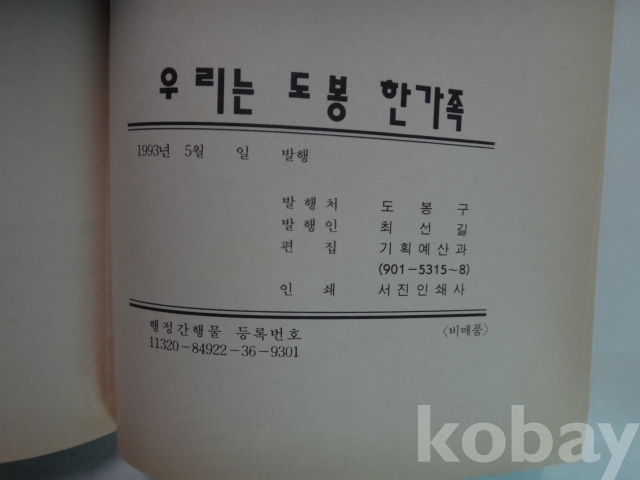 우리는 도봉 한가족
1993년 5월 일 발행
발행처 도봉구
발행인 최선길
편집 기획예산과
(901-5315~8)
인쇄 서진인쇄사
행정간행물 등록번호
11320-84922-36-9301
〈비매품〉
kobay